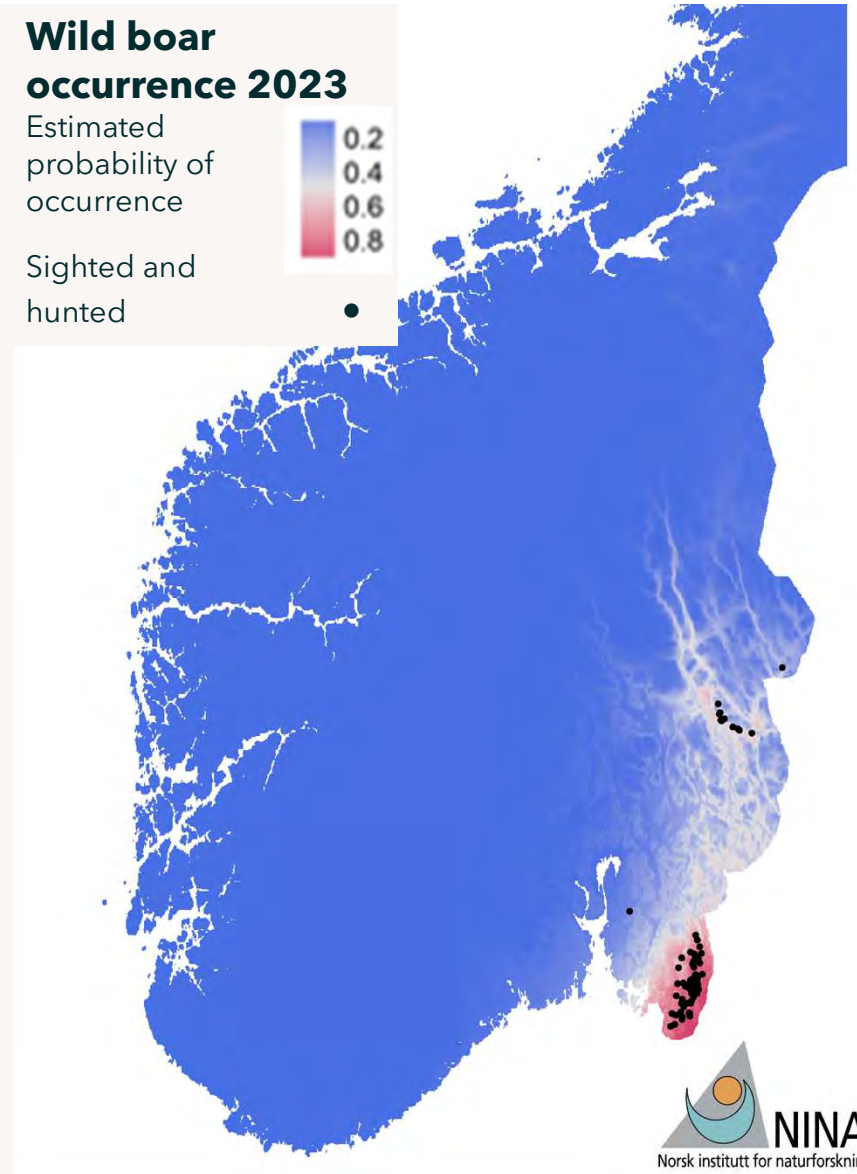 Wild boar
occurrence 2023
Estimated
probability of
occurrence
0.2
0.4
0.6
0.8
Sighted and
hunted
NINA
Norsk institutt for naturforsknin